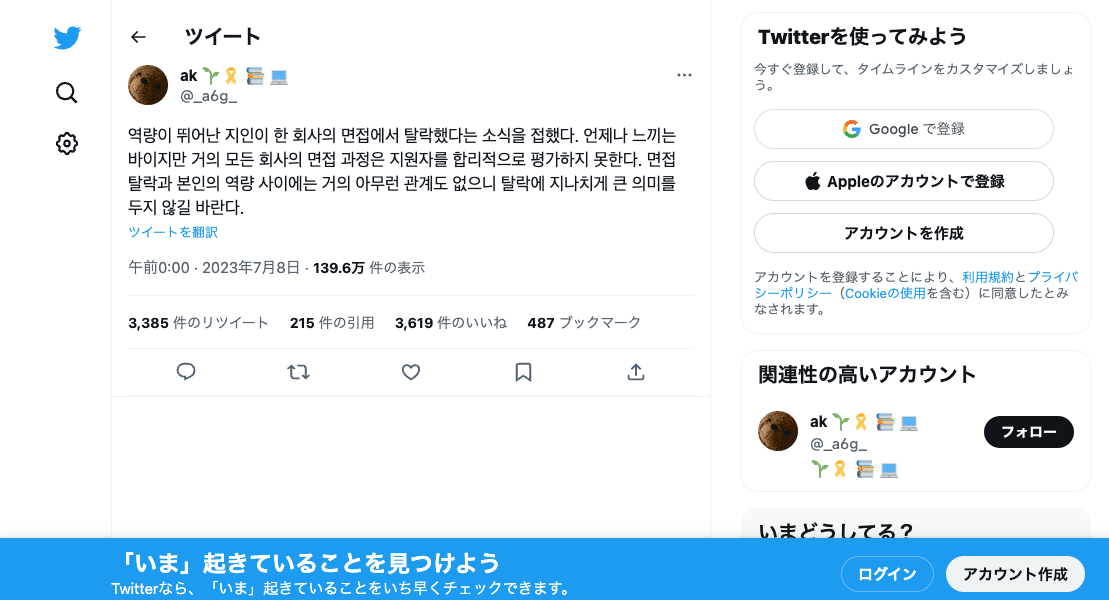 ツイート
ak
@_a6g_
역량이 뛰어난 지인이 한 회사의 면접에서 탈락했다는 소식을 접했다. 언제나 느끼는
바이지만 거의 모든 회사의 면접 과정은 지원자를 합리적으로 평가하지 못한다. 면접
탈락과 본인의 역량 사이에는 거의 아무런 관계도 없으니 탈락에 지나치게 큰 의미를
두지 않길 바란다.
ツイートを翻訳
午前0:00 · 2023年7月8日 · 139.6万 件の表示
3,385 件のリツイート 215 件の引用 3,619 件のいいね 487 ブックマーク
Twitterを使ってみよう
今すぐ登録して、タイムラインをカスタマイズしましょ
う。
Google で登録
Appleのアカウントで登録
アカウントを作成
アカウントを登録することにより、利用規約とプライバ
シーポリシー（Cookieの使用を含む）に同意したとみ
なされます。
関連性の高いアカウント
ak
@_a6g_
フォロー
いまどうしてる？
「いま」起きていることを見つけよう
Twitterなら、「いま」起きていることをいち早くチェックできます。
ログイン
アカウント作成